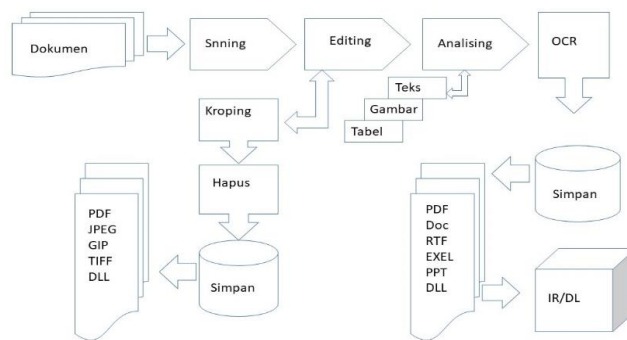 Dokumen
Snning
Editing
Analising
OCR
Teks
Gambar
Tabel
Kroping
Hapus
Simpan
PDF
JPEG
GIP
TIFF
DLL
Simpan
PDF
Doc
RTF
EXEL
PPT
DLL
IR/DL